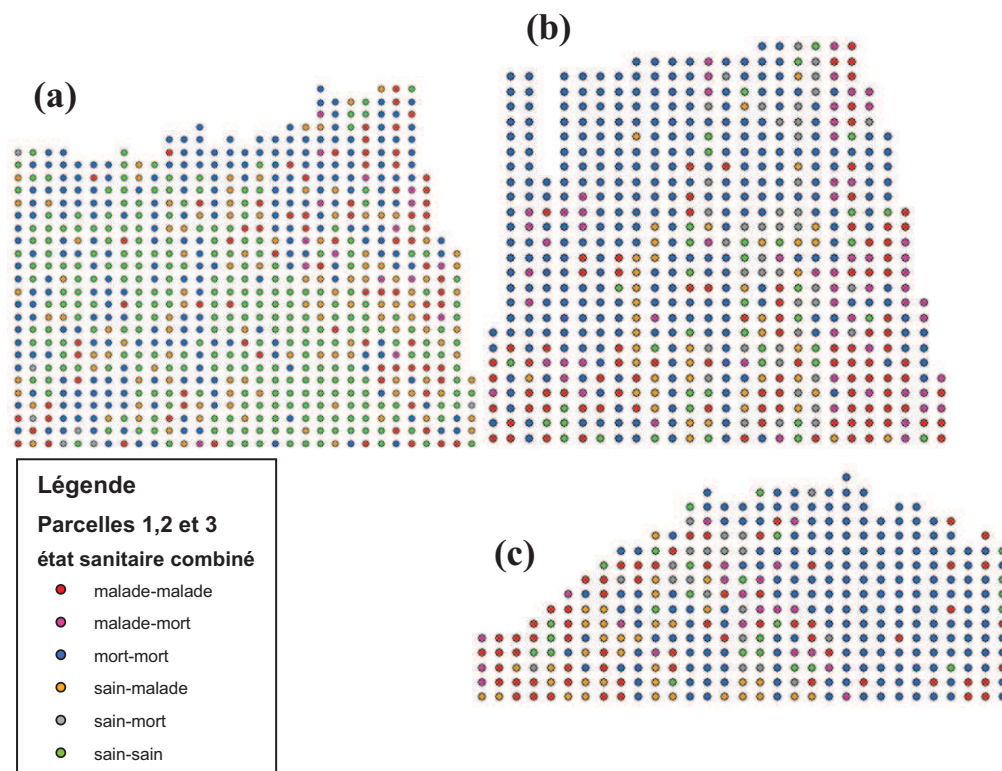 (b)
(a)
Légende
Parcelles 1,2 et 3
état sanitaire combiné
malade-malade
malade-mort
mort-mort
sain-malade
sain-mort
sain-sain
(c)